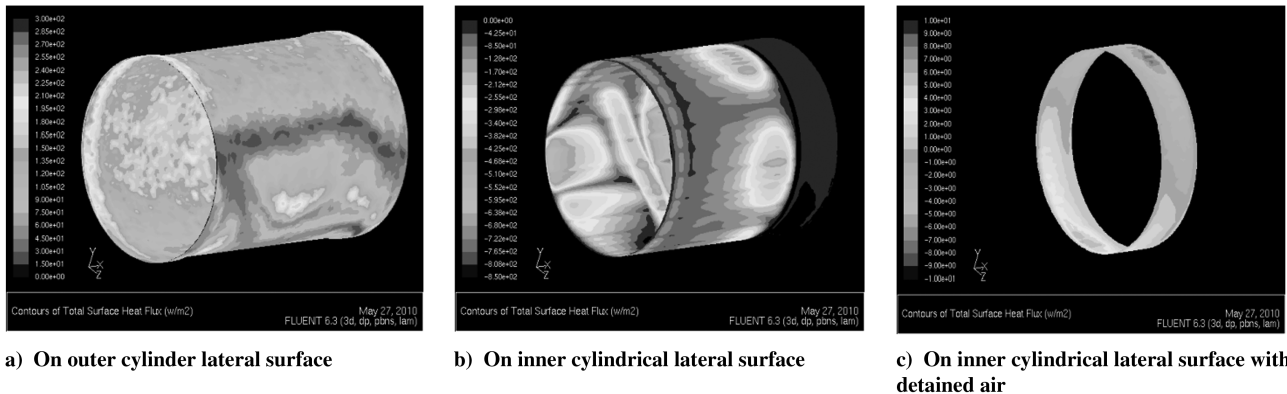 3.00e+02
2.85e+02
2.70e+02
2.55e+02
2.40e+02
2.25e+02
2.10e+02
1.95e+02
1.80e+02
1.65e+02
1.50e+02
1.35e+02
1.20e+02
1.05e+02
9.00e+01
7.50e+01
6.00e+01
4.50e+01
3.00e+01
1.50e+01
0.00e+00
Y
X
Z
Contours of Total Surface Heat Flux (w/m2)
May 27, 2010
FLUENT 6.3 (3d, dp, pbns, lam)
0.00e+00
-4.25e+01
-8.50e+01
-1.28e+02
-1.70e+02
-2.12e+02
-2.55e+02
-2.98e+02
-3.40e+02
-3.82e+02
-4.25e+02
-4.68e+02
-5.10e+02
-5.52e+02
-5.95e+02
-6.38e+02
-6.80e+02
-7.22e+02
-7.65e+02
-8.08e+02
-8.50e+02
Y
X
Z
Contours of Total Surface Heat Flux (w/m2)
May 27, 2010
FLUENT 6.3 (3d, dp, pbns, lam)
1.00e+01
9.00e+00
8.00e+00
7.00e+00
6.00e+00
5.00e+00
4.00e+00
3.00e+00
2.00e+00
1.00e+00
0.00e+00
-1.00e+00
-2.00e+00
-3.00e+00
-4.00e+00
-5.00e+00
-6.00e+00
-7.00e+00
-8.00e+00
-9.00e+00
-1.00e+01
Y
X
Z
Contours of Total Surface Heat Flux (w/m2)
May 27, 2010
FLUENT 6.3 (3d, dp, pbns, lam)
a) On outer cylinder lateral surface
b) On inner cylindrical lateral surface
c) On inner cylindrical lateral surface with
detained air